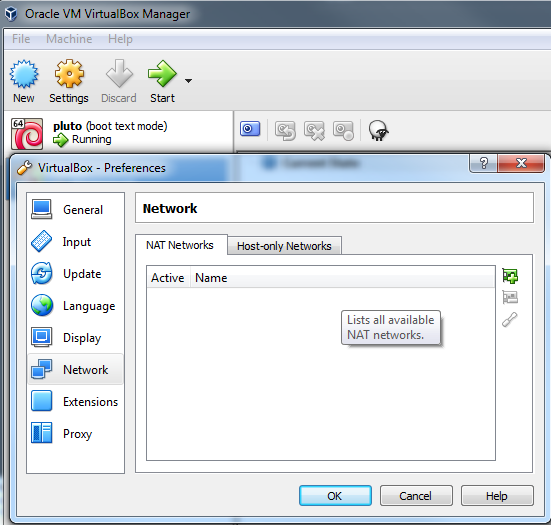 Oracle VM VirtualBox Manager
File Machine Help
New Settings Discard Start
64 pluto (boot text mode)
Running
Current State
VirtualBox - Preferences
?
General
Input
Update
Language
Display
Network
Extensions
Proxy
Network
NAT Networks Host-only Networks
Active Name
Lists all available
NAT networks.
OK Cancel Help